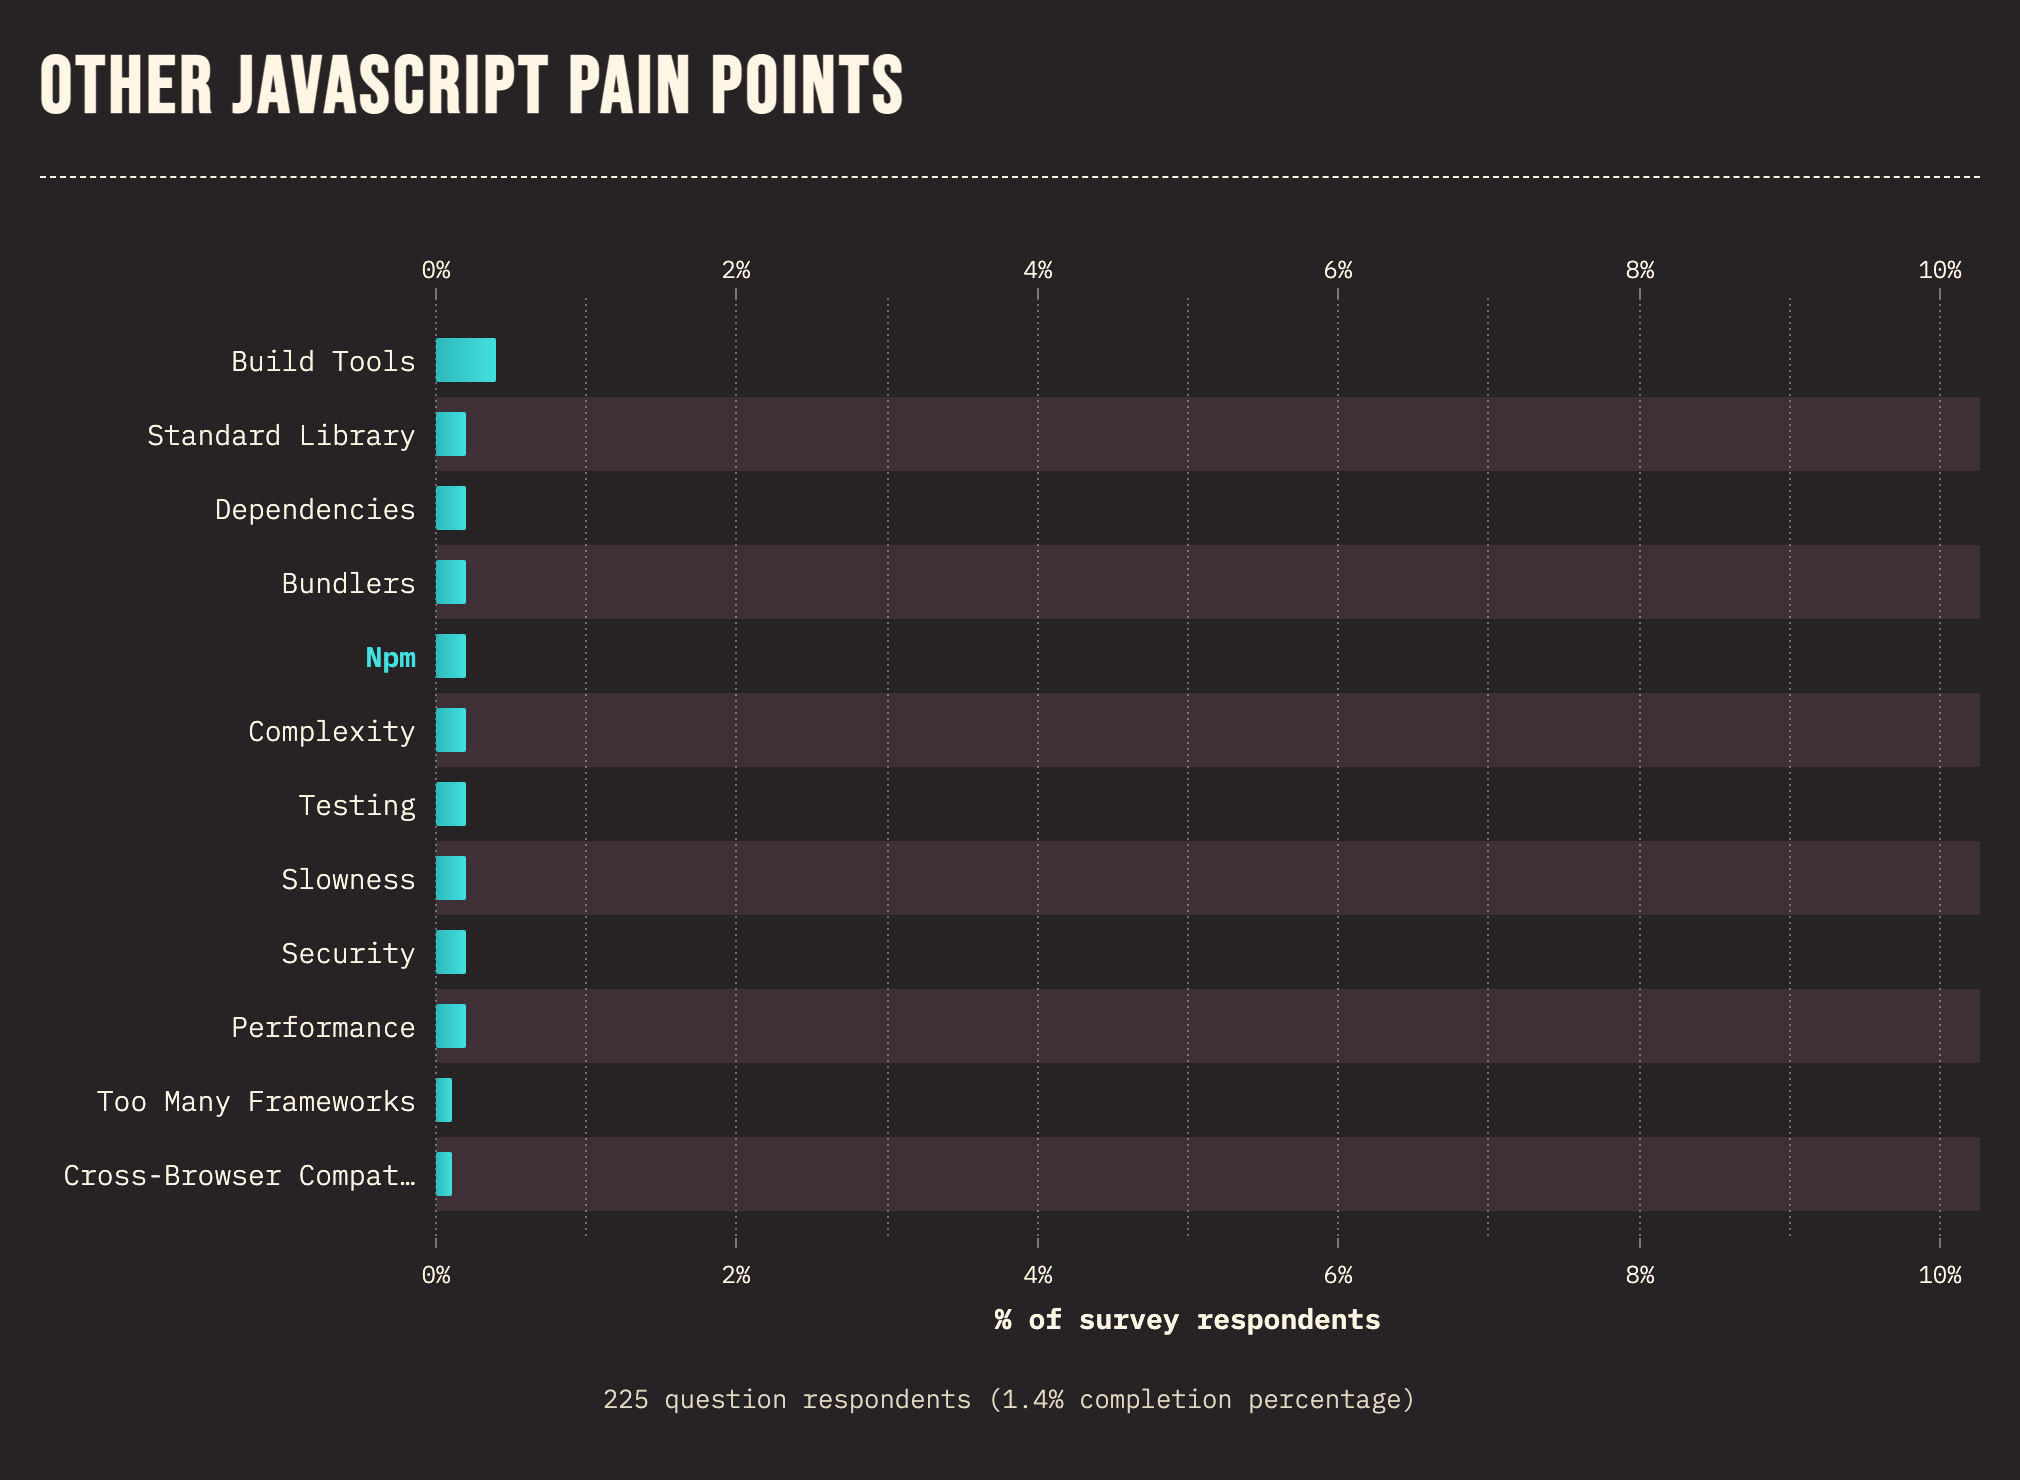 OTHER JAVASCRIPT PAIN POINTS
0% 2% 4% 6% 8% 10%
Build Tools
Standard Library
Dependencies
Bundlers
Npm
Complexity
Testing
Slowness
Security
Performance
Too Many Frameworks
Cross-Browser Compat…
0% 2% 4% 6% 8% 10%
% of survey respondents
225 question respondents (1.4% completion percentage)